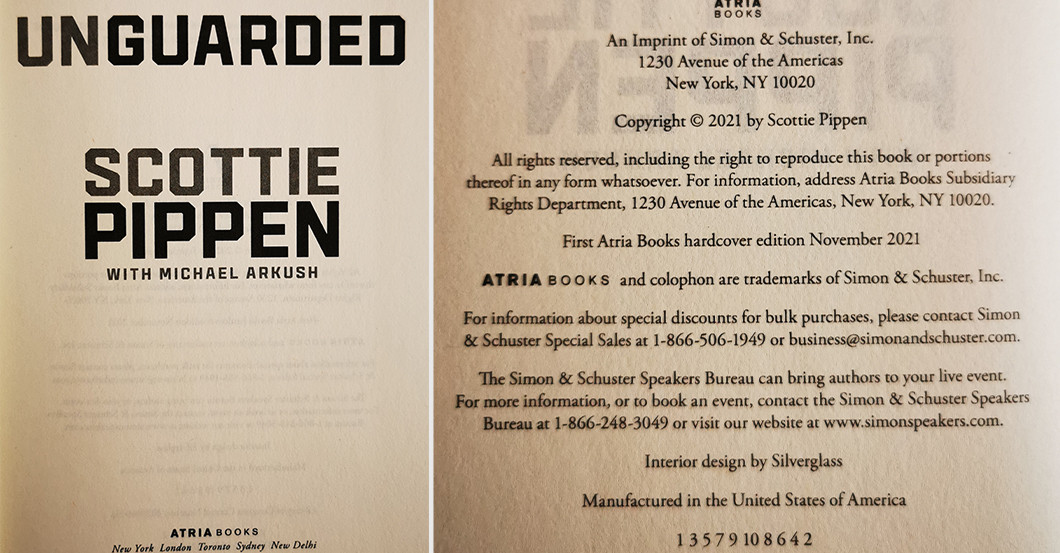 UNGUARDED
SCOTTIE
PIPPEN
WITH MICHAEL ARKUSH
ATRIA BOOKS
New York London Toronto Sydney New Delhi
ATRIA
BOOKS
An Imprint of Simon & Schuster, Inc.
1230 Avenue of the Americas
New York, NY 10020
Copyright © 2021 by Scottie Pippen
All rights reserved, including the right to reproduce this book or portions
thereof in any form whatsoever. For information, address Atria Books Subsidiary
Rights Department, 1230 Avenue of the Americas, New York, NY 10020.
First Atria Books hardcover edition November 2021
ATRIA BOOKS and colophon are trademarks of Simon & Schuster, Inc.
For information about special discounts for bulk purchases, please contact Simon
& Schuster Special Sales at 1-866-506-1949 or business@simonandschuster.com.
The Simon & Schuster Speakers Bureau can bring authors to your live event.
For more information, or to book an event, contact the Simon & Schuster Speakers
Bureau at 1-866-248-3049 or visit our website at www.simonspeakers.com.
Interior design by Silverglass
Manufactured in the United States of America
1 3 5 7 9 10 8 6 4 2